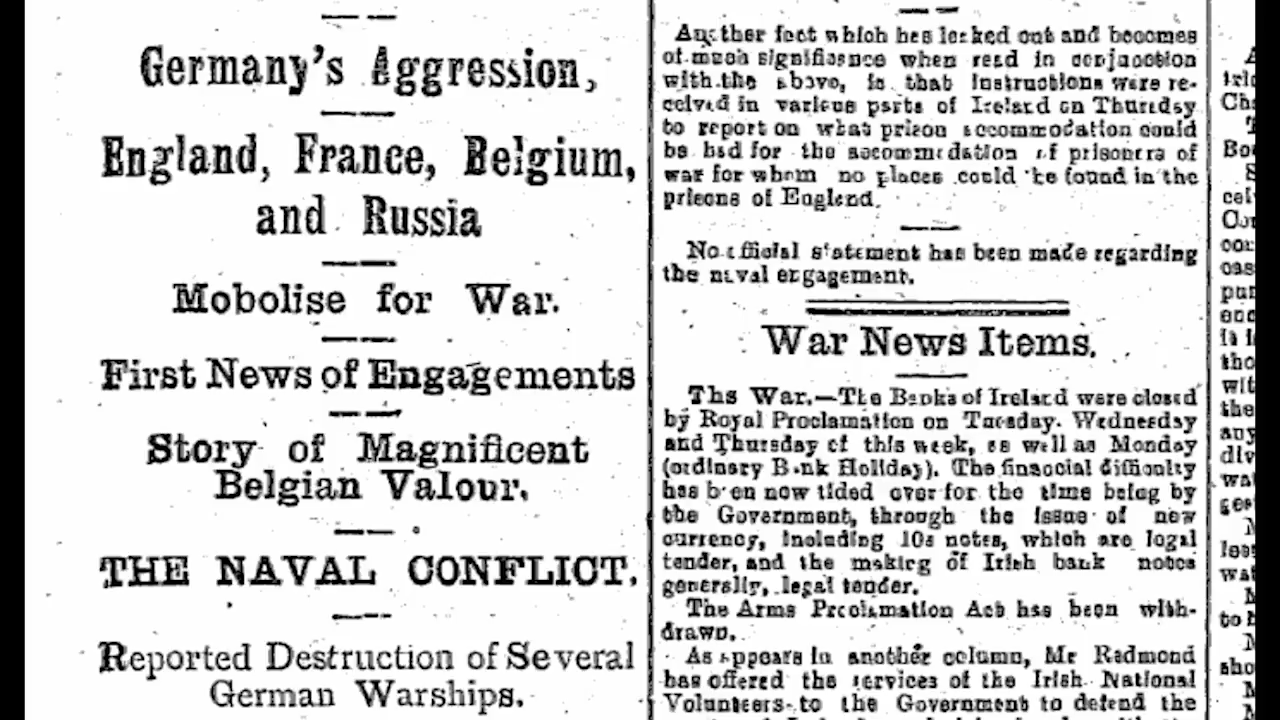 Germany's Aggression,
England, France, Belgium,
and Russia
Mobolise for War.
First News of Engagements
Story of Magnificent
Belgian Valour.
THE NAVAL CONFLICT.
Reported Destruction of Several
German Warships.
Another fact which has leaked out and becomes
of much significance when read in conjunction
with the above, is that instructions were re-
ceived in various parts of Ireland on Thursday
to report on what prison accommodation could
be had for the accommodation of prisoners of
war for whom no places could be found in the
prisons of England.
No official statement has been made regarding
the naval engagement.
War News Items.
The War.—The Banks of Ireland were closed
by Royal Proclamation on Tuesday, Wednesday
and Thursday of this week, as well as Monday
(ordinary Bank Holiday). The financial difficulty
has been now tided over for the time being by
the Government, through the issue of new
currency, including 10s notes, which are legal
tender, and the making of Irish bank notes
generally, legal tender.
The Arms Proclamation Act has been with-
drawn.
As appears in another column, Mr Redmond
has offered the services of the Irish National
Volunteers to the Government to defend the